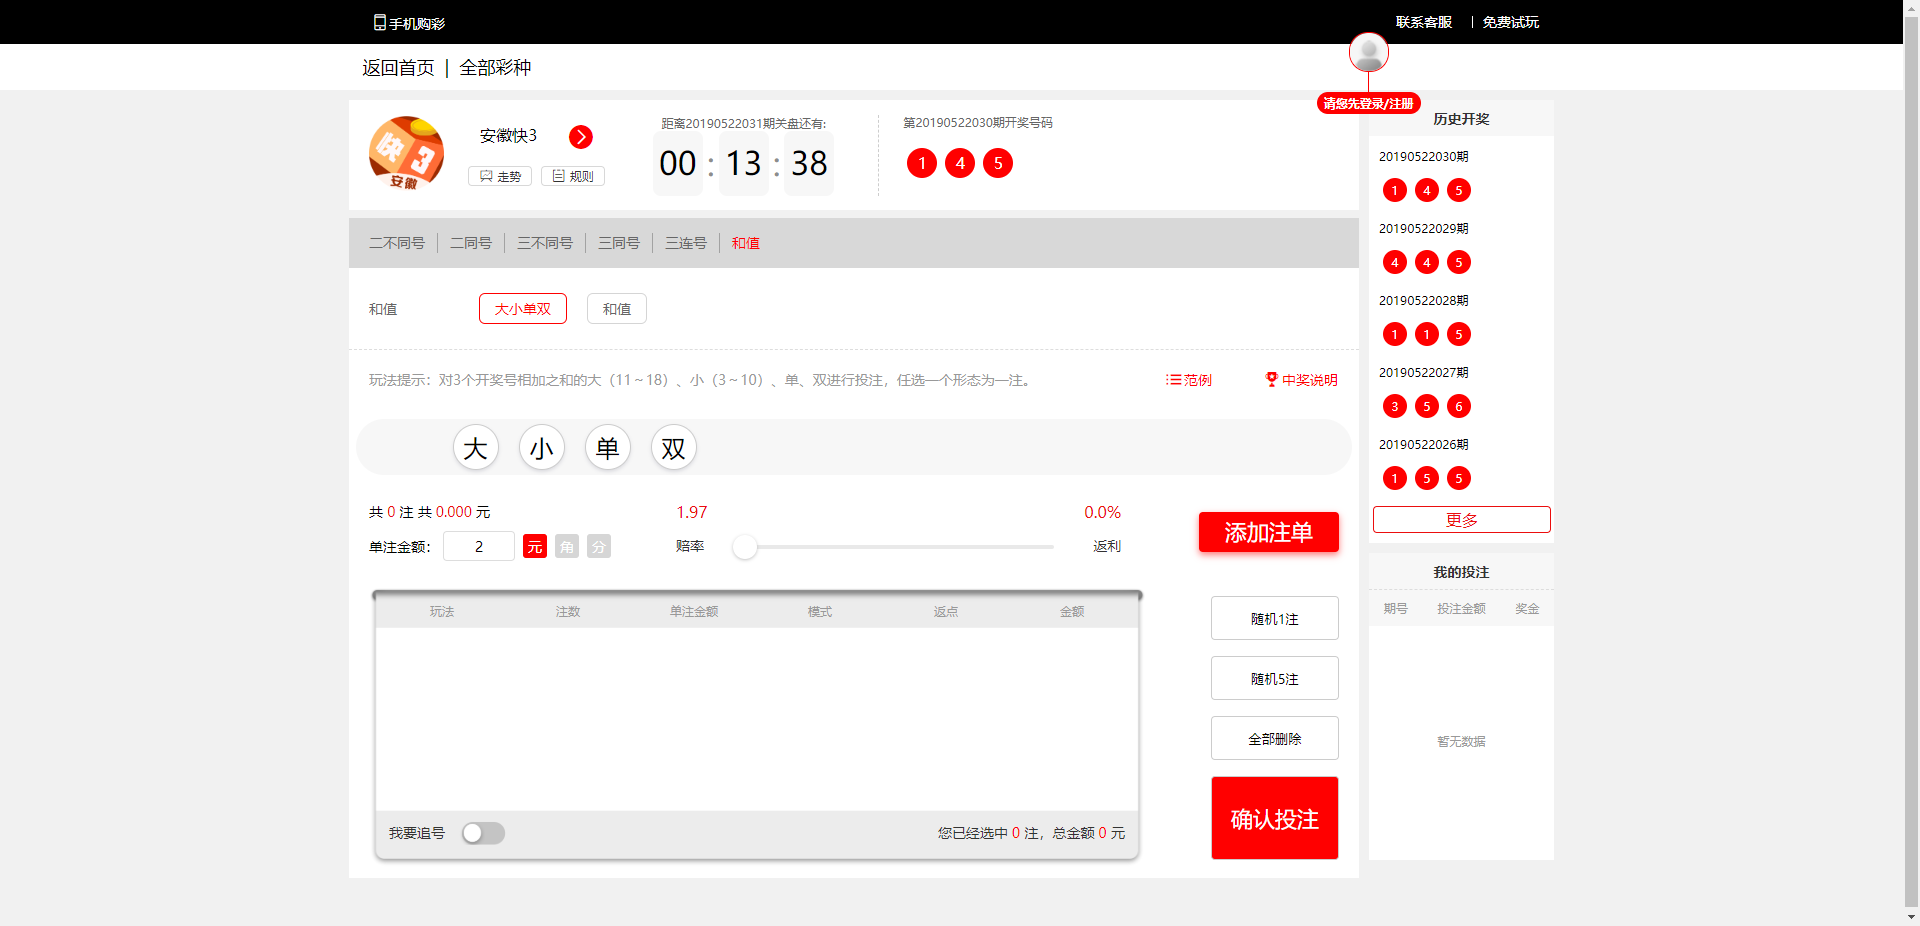 手机购彩
联系客服 | 免费试玩
返回首页 | 全部彩种
请您先登录/注册
快3
安徽
安徽快3
走势
规则
距离20190522031期关盘还有:
00 : 13 : 38
第20190522030期开奖号码
1 4 5
二不同号 二同号 三不同号 三同号 三连号 和值
和值 大小单双 和值
玩法提示：对3个开奖号相加之和的大（11～18）、小（3～10）、单、双进行投注，任选一个形态为一注。
范例
中奖说明
大 小 单 双
共 0 注 共 0.000 元
单注金额： 2 元 角 分
1.97
赔率
0.0%
返利
添加注单
玩法 注数 单注金额 模式 返点 金额
我要追号
您已经选中 0 注，总金额 0 元
随机1注
随机5注
全部删除
确认投注
历史开奖
20190522030期
1 4 5
20190522029期
4 4 5
20190522028期
1 1 5
20190522027期
3 5 6
20190522026期
1 5 5
更多
我的投注
期号 投注金额 奖金
暂无数据